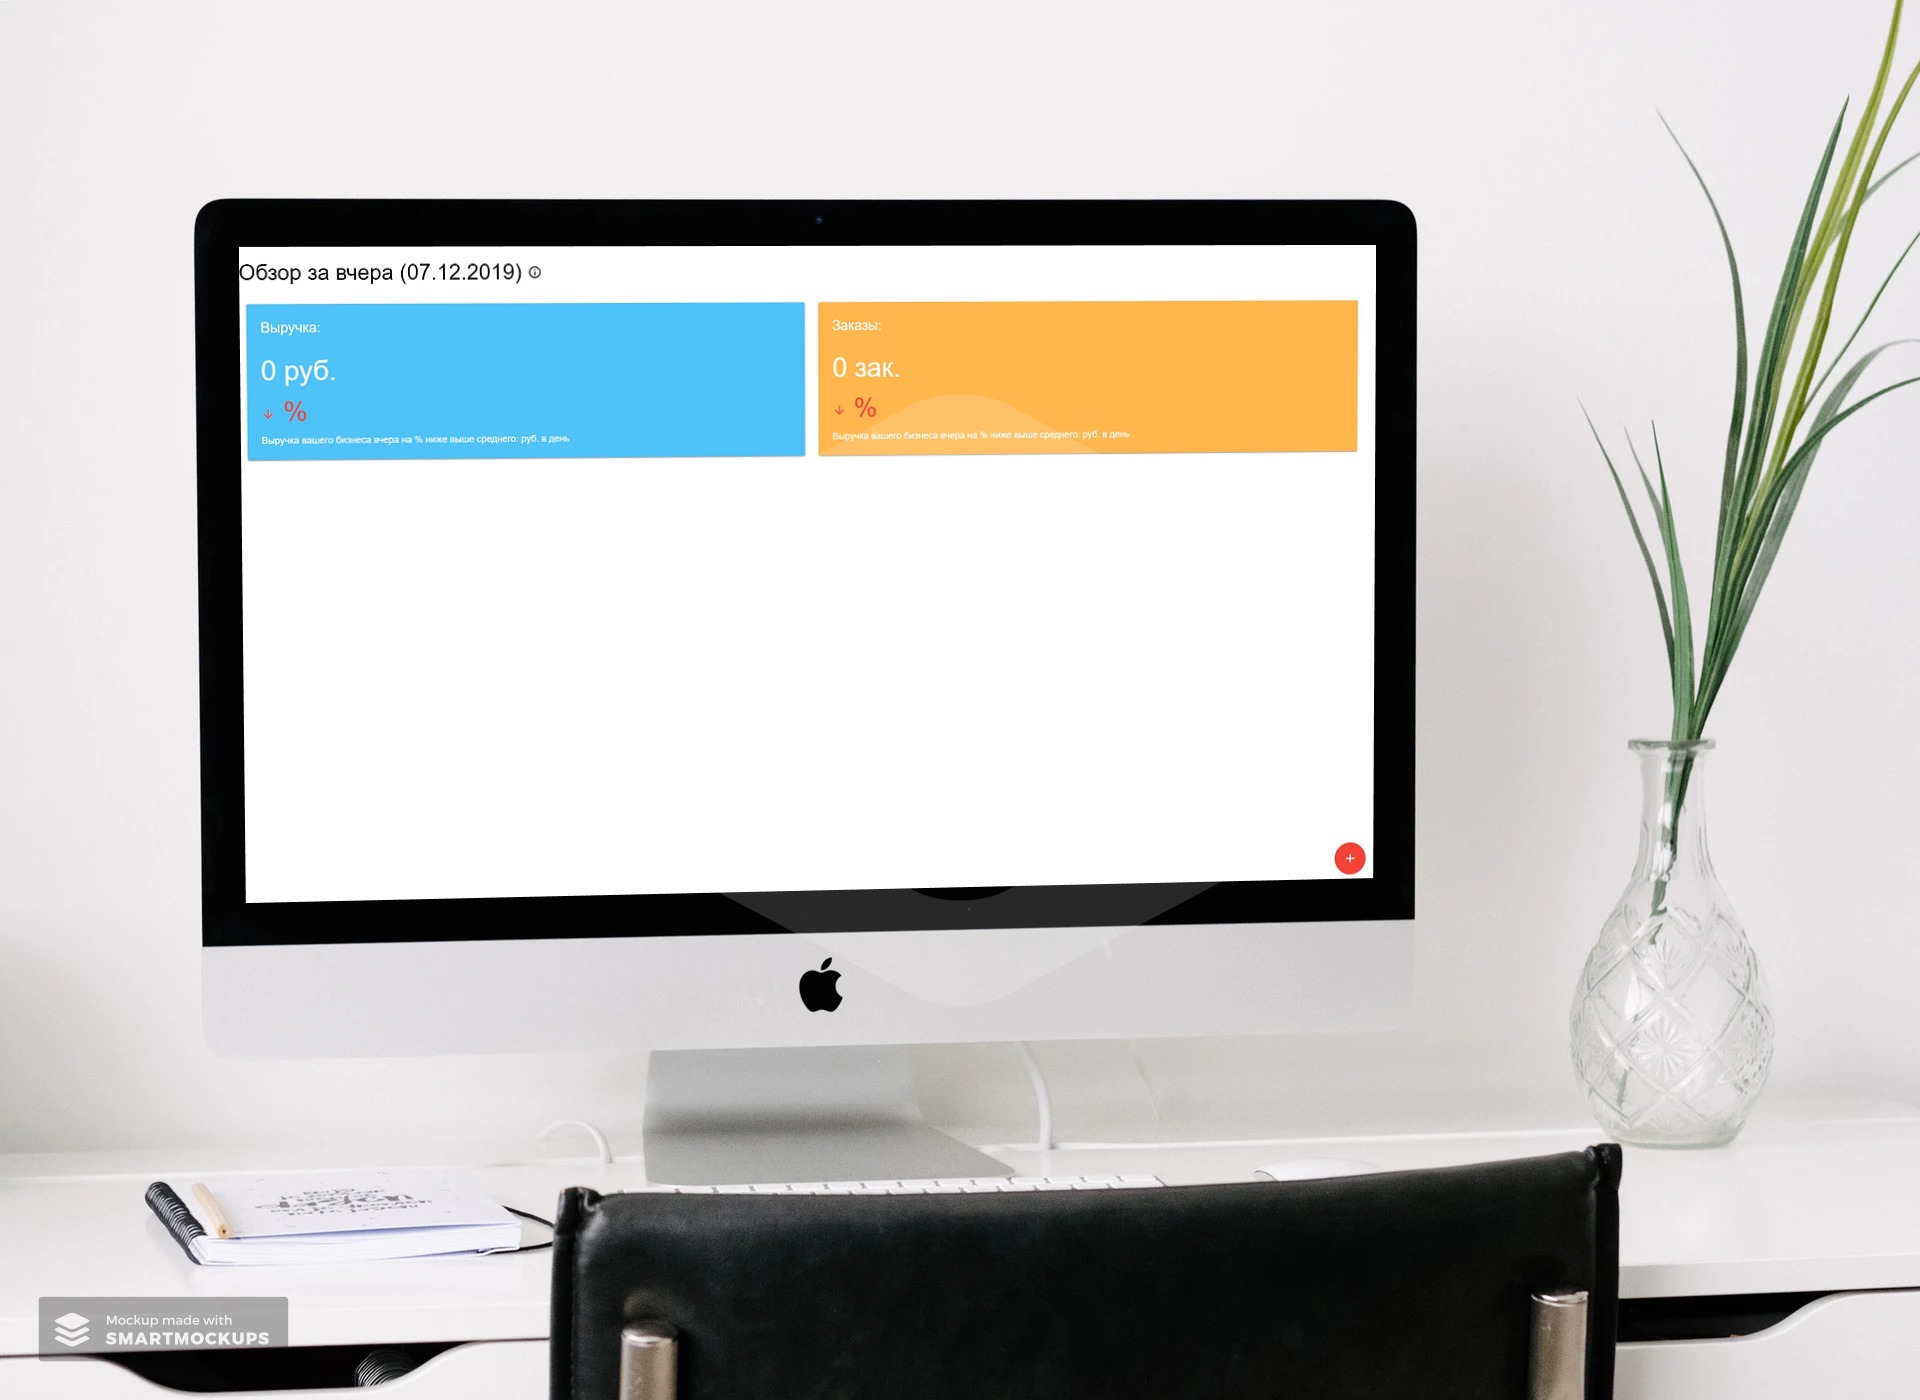 Обзор за вчера (07.12.2019)
Выручка:
0 руб.
%
Выручка вашего бизнеса вчера на % ниже выше среднего: руб. в день
Заказы:
0 зак.
%
Выручка вашего бизнеса вчера на % ниже выше среднего: руб. в день
+
Mockup made with
SMARTMOCKUPS